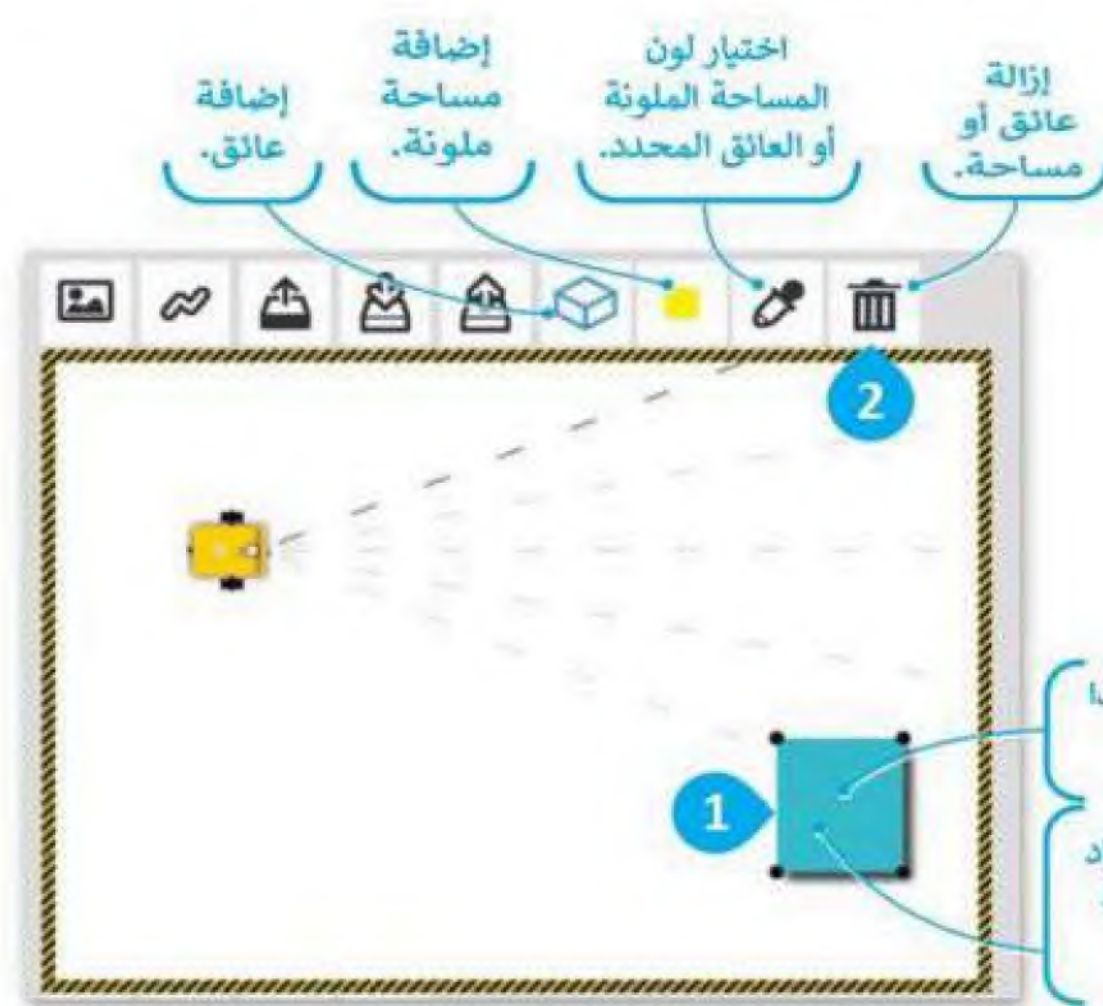 إزالة
عائق أو
مساحة.
اختيار لون
المساحة الملونة
أو العائق المحدد.
إضافة
مساحة
ملونة.
إضافة
عائق.
2
1